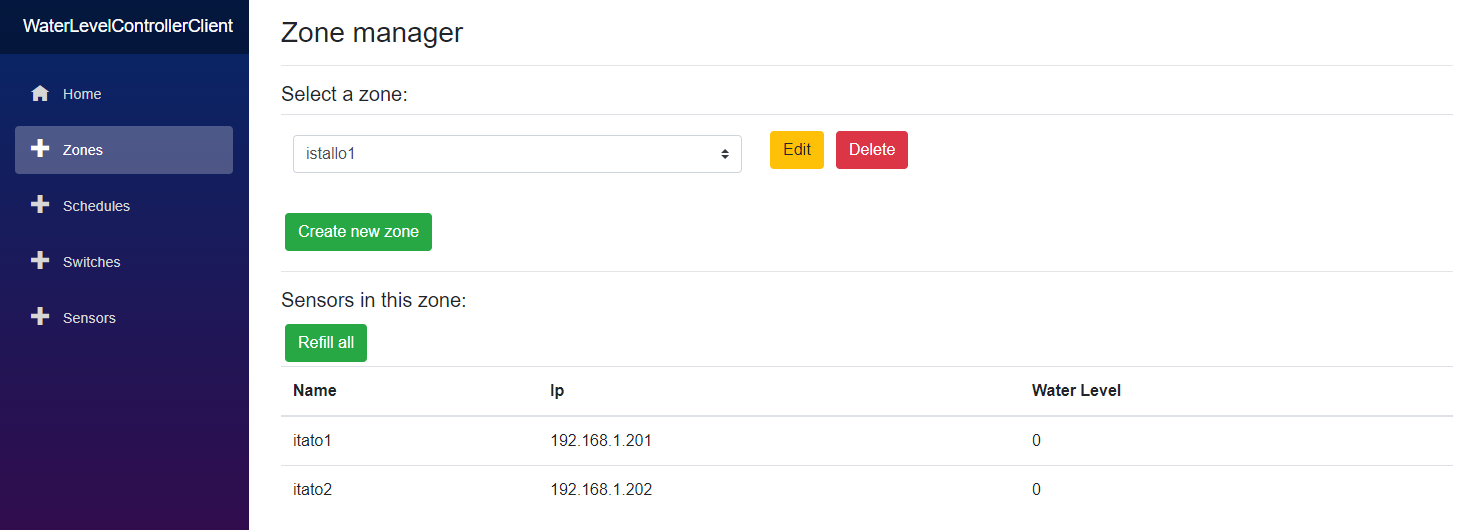 WaterLevelControllerClient
Home
Zones
Schedules
Switches
Sensors
Zone manager
Select a zone:
istallo1 Edit Delete
Create new zone
Sensors in this zone:
Refill all
Name Ip Water Level
itato1 192.168.1.201 0
itato2 192.168.1.202 0